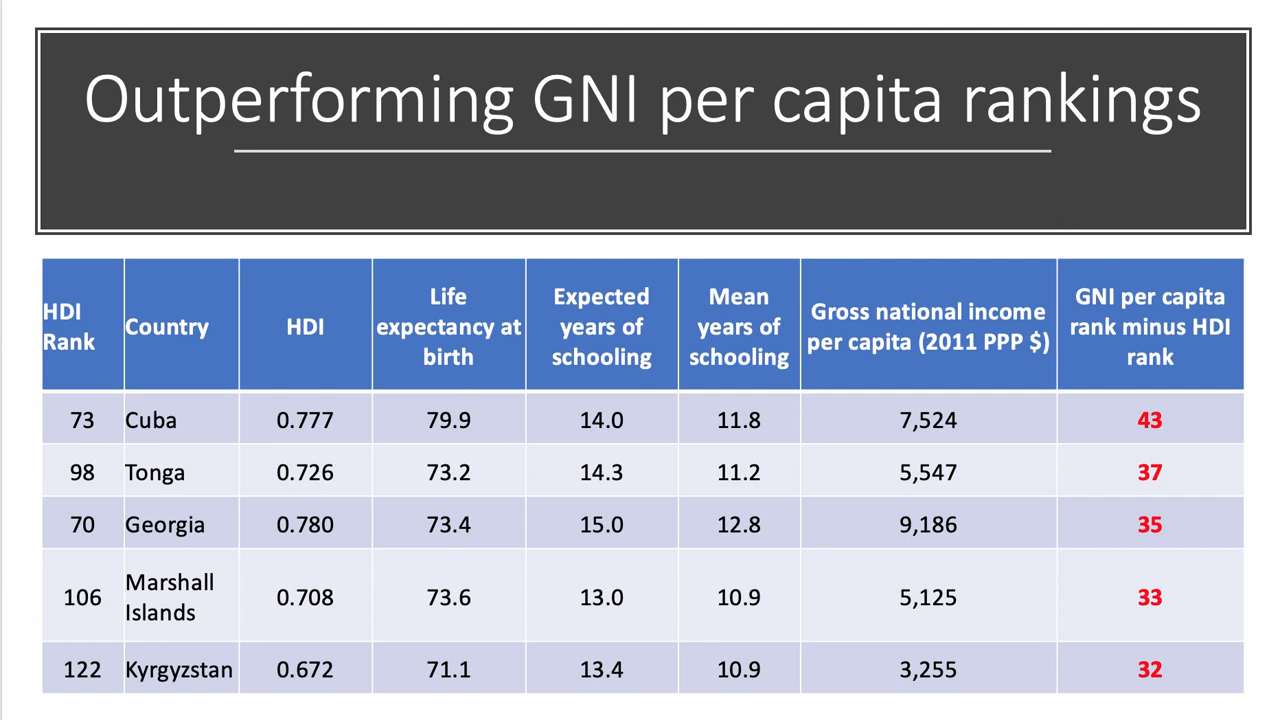 Outperforming GNI per capita rankings
HDI Rank | Country | HDI | Life expectancy at birth | Expected years of schooling | Mean years of schooling | Gross national income per capita (2011 PPP $) | GNI per capita rank minus HDI rank
73 | Cuba | 0.777 | 79.9 | 14.0 | 11.8 | 7,524 | 43
98 | Tonga | 0.726 | 73.2 | 14.3 | 11.2 | 5,547 | 37
70 | Georgia | 0.780 | 73.4 | 15.0 | 12.8 | 9,186 | 35
106 | Marshall Islands | 0.708 | 73.6 | 13.0 | 10.9 | 5,125 | 33
122 | Kyrgyzstan | 0.672 | 71.1 | 13.4 | 10.9 | 3,255 | 32